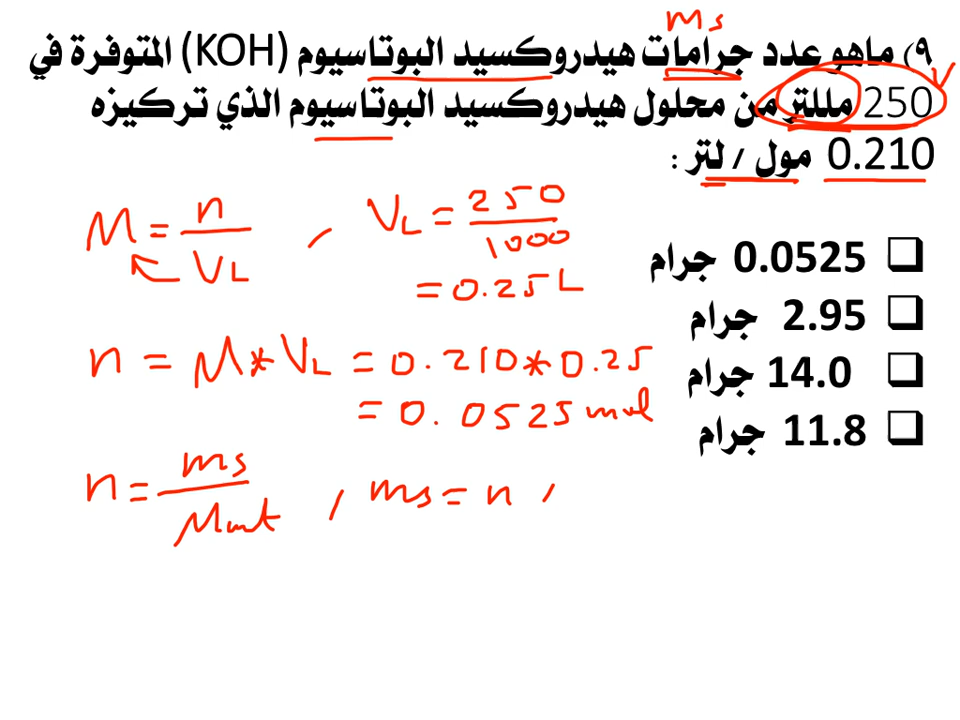 ms
٩) ماهو عدد جرامات هيدروكسيد البوتاسيوم (KOH) المتوفرة في
250 مللتر من محلول هيدروكسيد البوتاسيوم الذي تركيزه V
0.210 مول / لتر :
M = n / VL , VL = 250 / 1000
= 0.25 L
n = M * VL = 0.210 * 0.25
= 0.0525 mol
n = ms / Mwt , ms = n
❑ 0.0525 جرام
❑ 2.95 جرام
❑ 14.0 جرام
❑ 11.8 جرام